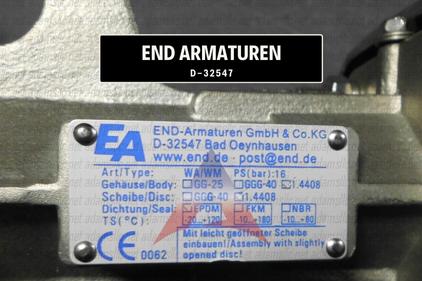 END ARMATUREN
D-32547
EA
END-Armaturen GmbH & Co.KG
D-32547 Bad Oeynhausen
www.end.de · post@end.de
Art/Type: WA/WM PS(bar):16
Gehäuse/Body: GG-25 GGG-40 1.4408
Scheibe/Disc: GGG-40 1.4408
Dichtung/Seal: EPDM FKM NBR
TS(°C): -20..+120 -10..+180 -10..+80
CE 0062
Mit leicht geöffneter Scheibe
einbauen!/Assembly with slightly
opened disc!